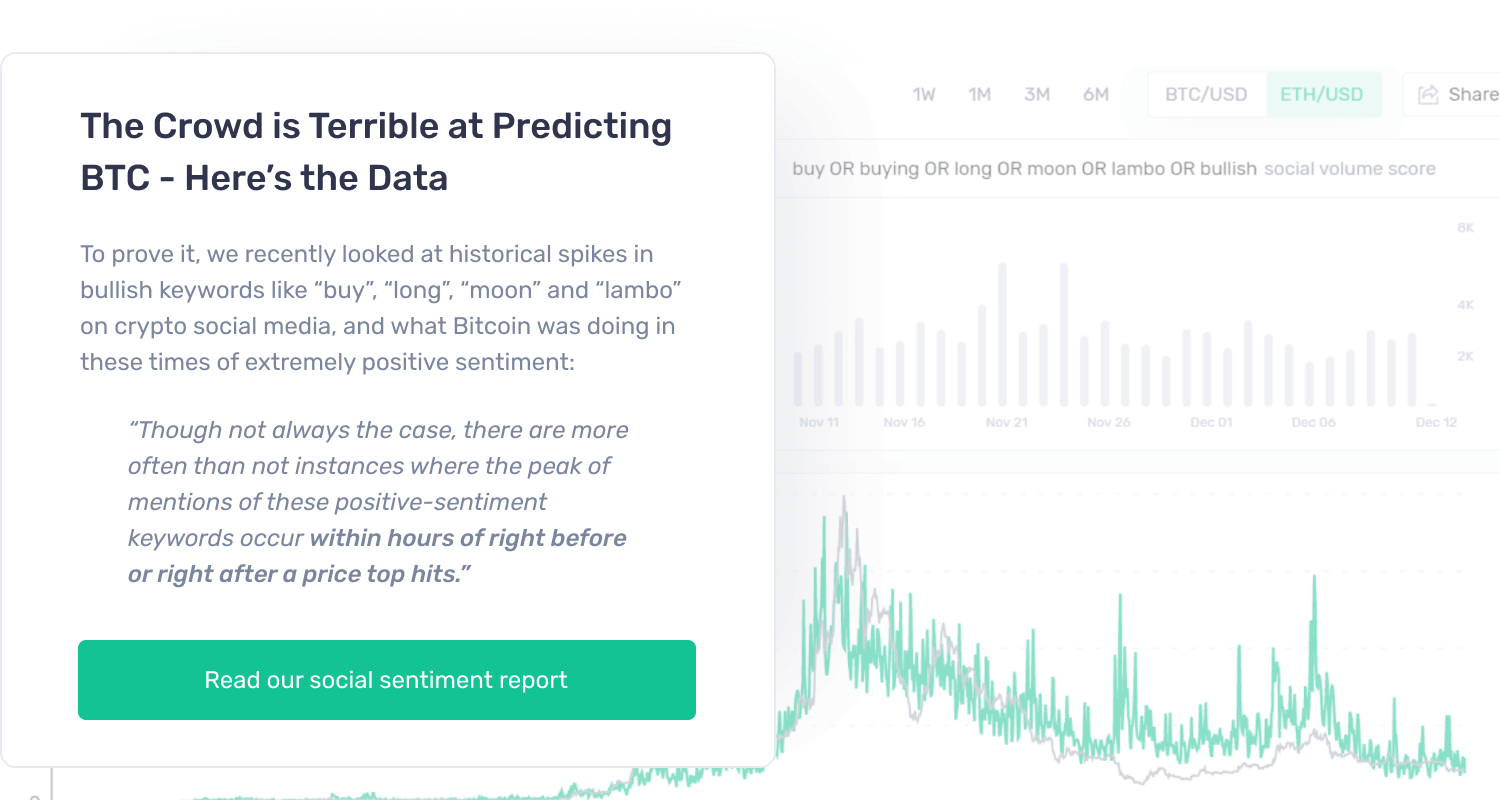 The Crowd is Terrible at Predicting
BTC - Here’s the Data
To prove it, we recently looked at historical spikes in
bullish keywords like “buy”, “long”, “moon” and “lambo”
on crypto social media, and what Bitcoin was doing in
these times of extremely positive sentiment:
“Though not always the case, there are more
often than not instances where the peak of
mentions of these positive-sentiment
keywords occur within hours of right before
or right after a price top hits.”
Read our social sentiment report
1W 1M 3M 6M BTC/USD ETH/USD Share
buy OR buying OR long OR moon OR lambo OR bullish social volume score
6K
4K
2K
Nov 11 Nov 16 Nov 21 Nov 26 Dec 01 Dec 06 Dec 12